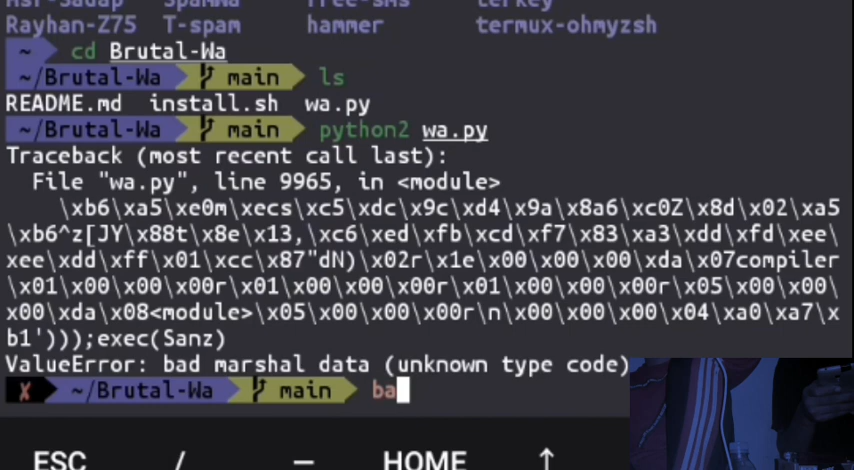 Rayhan-Z75 T-spam hammer termux-ohmyzsh
~ cd Brutal-Wa
~/Brutal-Wa main ls
README.md install.sh wa.py
~/Brutal-Wa main python2 wa.py
Traceback (most recent call last):
File "wa.py", line 9965, in <module>
\xb6\xa5\xe0m\xecs\xc5\xdc\x9c\xd4\x9a\x8a6\xc0Z\x8d\x02\xa5
\xb6^z[JY\x88t\x8e\x13,\xc6\xed\xfb\xcd\xf7\x83\xa3\xdd\xfd\xee\
xee\xdd\xff\x01\xcc\x87"dN)\x02r\x1e\x00\x00\x00\xda\x07compiler
\x01\x00\x00\x00r\x01\x00\x00\x00r\x01\x00\x00\x00r\x05\x00\x00\
x00\xda\x08<module>\x05\x00\x00\x00r\n\x00\x00\x00\x04\xa0\xa7\x
b1')));exec(Sanz)
ValueError: bad marshal data (unknown type code)
✗ ~/Brutal-Wa main ba
ESC / — HOME ↑